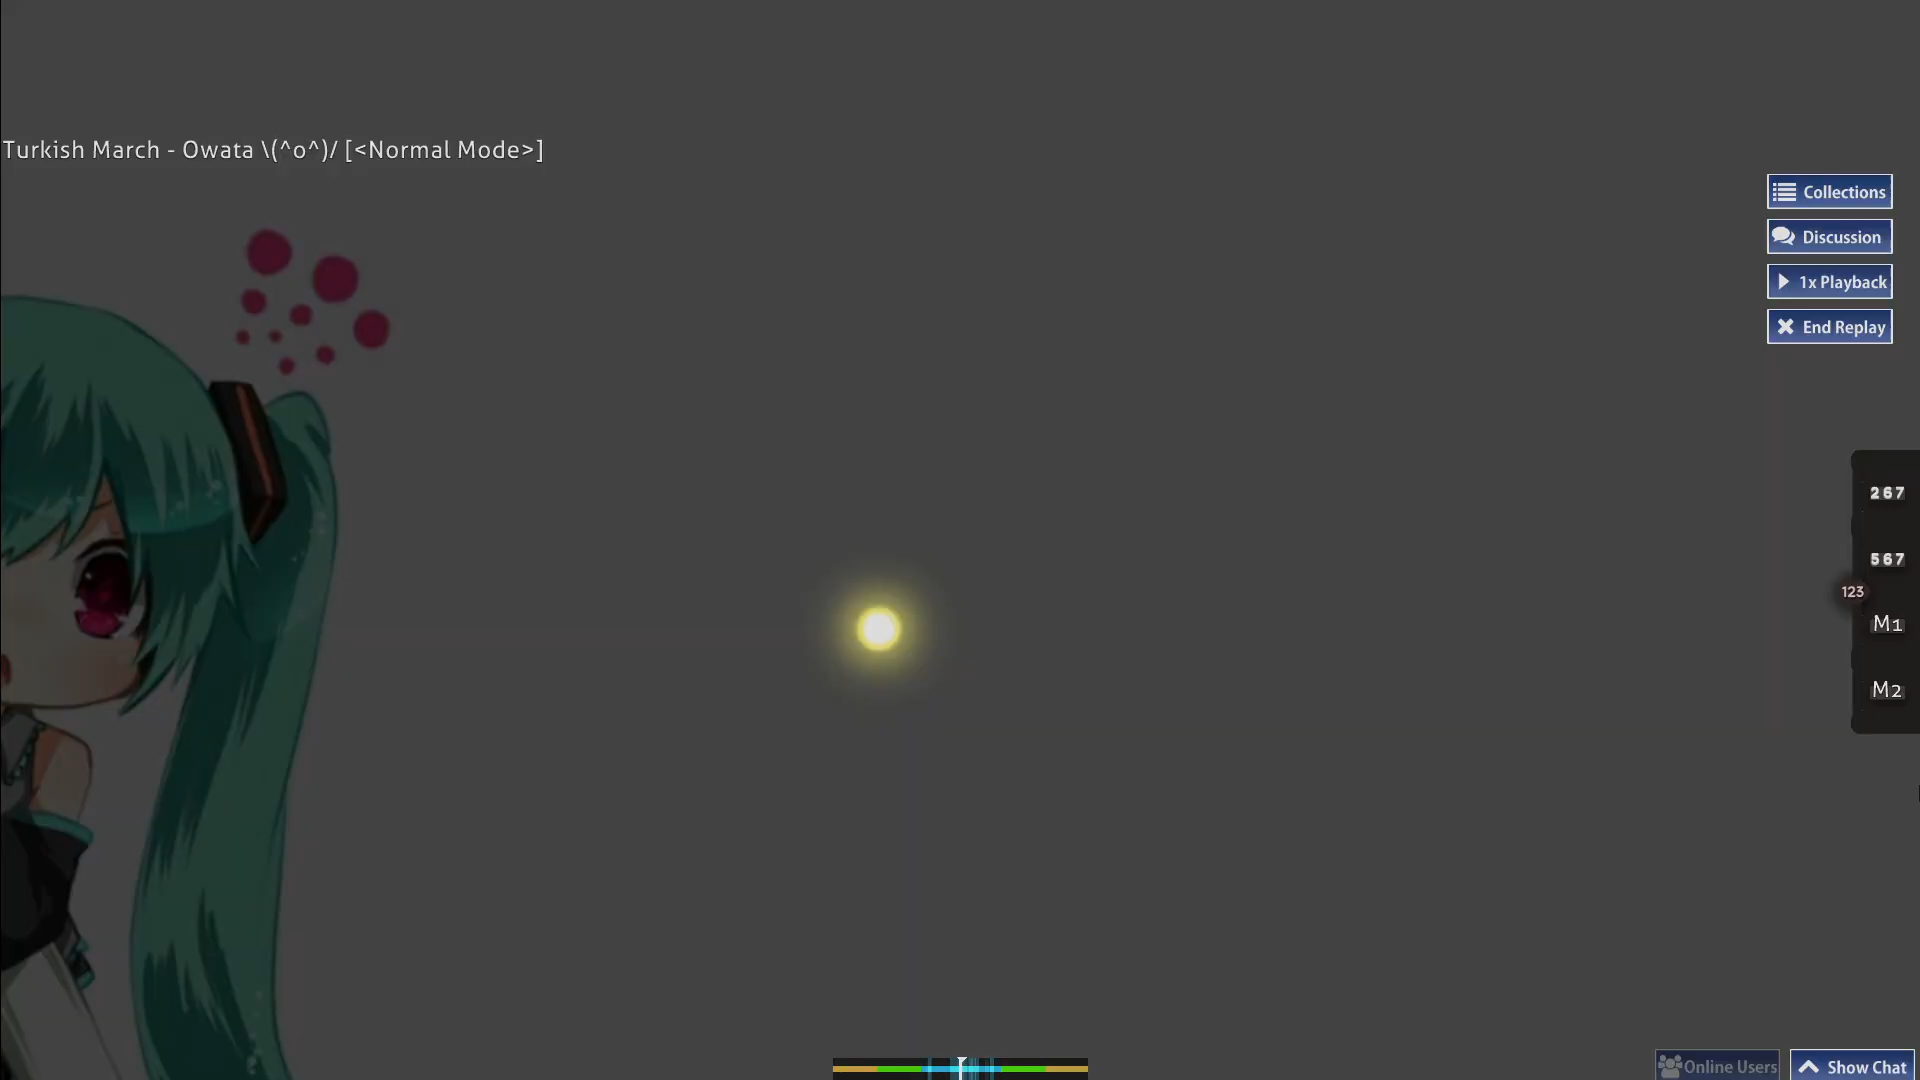 Turkish March - Owata \(^o^)/ [<Normal Mode>]
Collections
Discussion
1x Playback
End Replay
267
567
123
M1
M2
Online Users
Show Chat